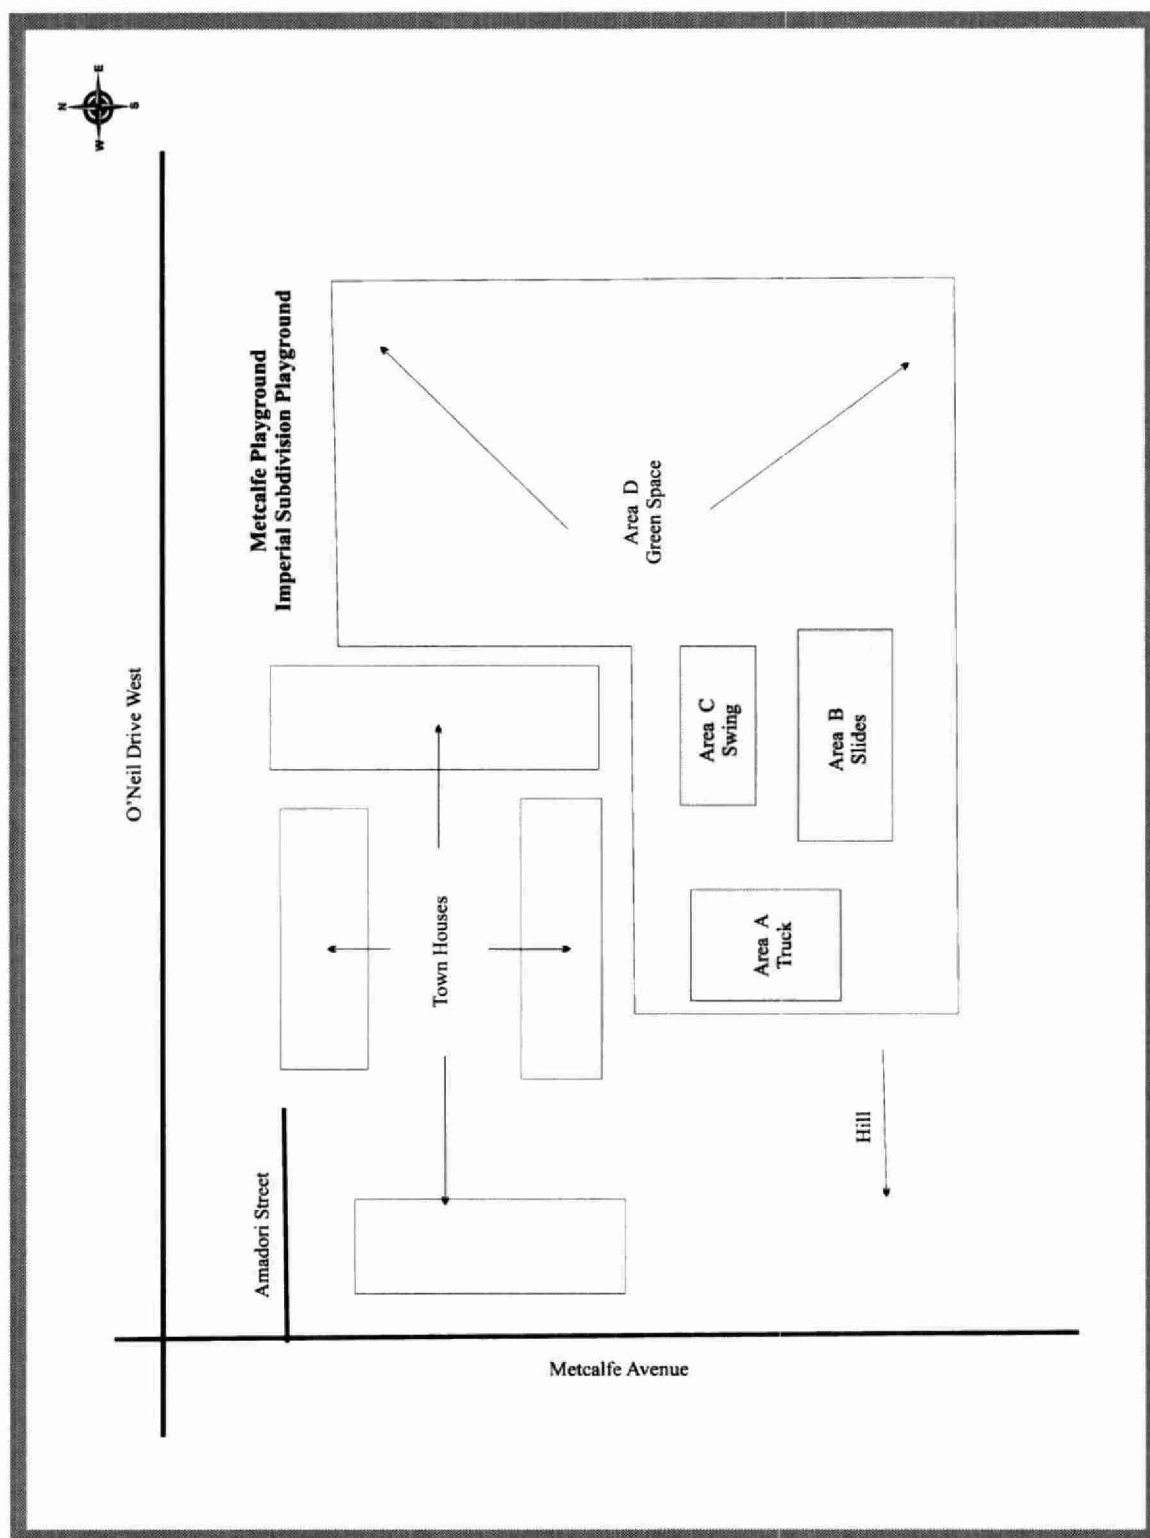 N
E
S
W
O'Neil Drive West
Metcalfe Playground
Imperial Subdivision Playground
Amadori Street
Town Houses
Area D
Green Space
Area C
Swing
Area A
Truck
Area B
Slides
Hill
Metcalfe Avenue